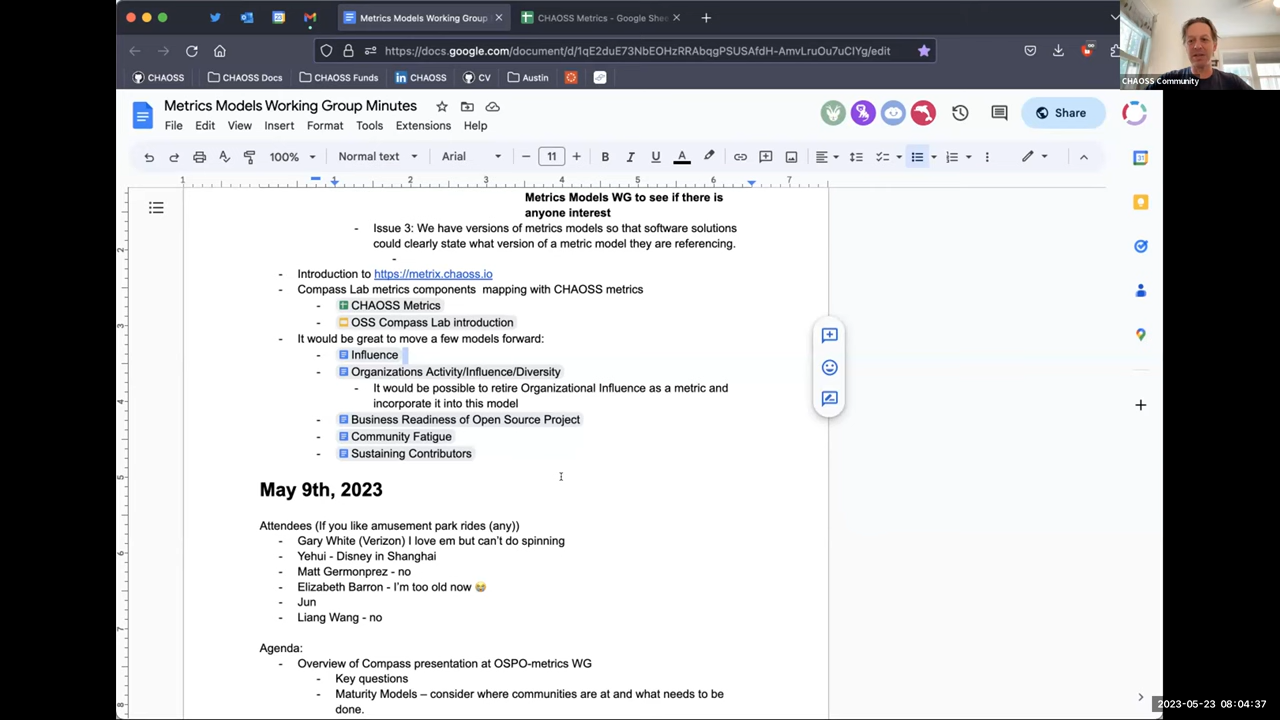 Metrics Models Working Group
CHAOSS Metrics - Google Shee
https://docs.google.com/document/d/1qE2duE73NbEOHzRRAbqgPSUSAfdH-AmvLruOu7uCIYg/edit
CHAOSS
CHAOSS Docs
CHAOSS Funds
CHAOSS
CV
Austin
CHAOSS Community
Metrics Models Working Group Minutes
File Edit View Insert Format Tools Extensions Help
Share
100% Normal text Arial 11 B I U A
1 1 2 3 4 5 6 7
Metrics Models WG to see if there is
anyone interest
- Issue 3: We have versions of metrics models so that software solutions
could clearly state what version of a metric model they are referencing.
-
- Introduction to https://metrix.chaoss.io
- Compass Lab metrics components mapping with CHAOSS metrics
- CHAOSS Metrics
- OSS Compass Lab introduction
- It would be great to move a few models forward:
- Influence
- Organizations Activity/Influence/Diversity
- It would be possible to retire Organizational Influence as a metric and
incorporate it into this model
- Business Readiness of Open Source Project
- Community Fatigue
- Sustaining Contributors
May 9th, 2023
Attendees (If you like amusement park rides (any))
- Gary White (Verizon) I love em but can't do spinning
- Yehui - Disney in Shanghai
- Matt Germonprez - no
- Elizabeth Barron - I'm too old now 😂
- Jun
- Liang Wang - no
Agenda:
- Overview of Compass presentation at OSPO-metrics WG
- Key questions
- Maturity Models – consider where communities are at and what needs to be
done.
2023-05-23 08:04:37